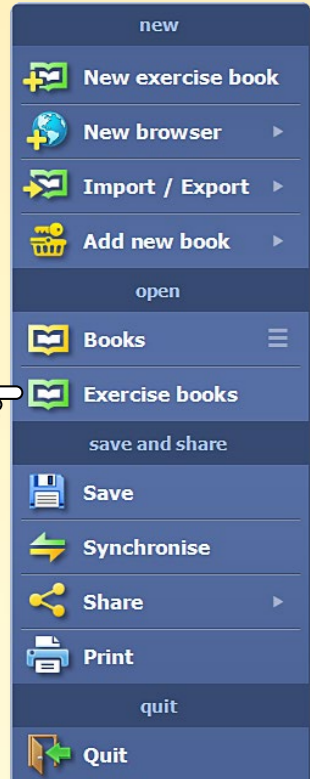 new
New exercise book
New browser
Import / Export
Add new book
open
Books
Exercise books
save and share
Save
Synchronise
Share
Print
quit
Quit